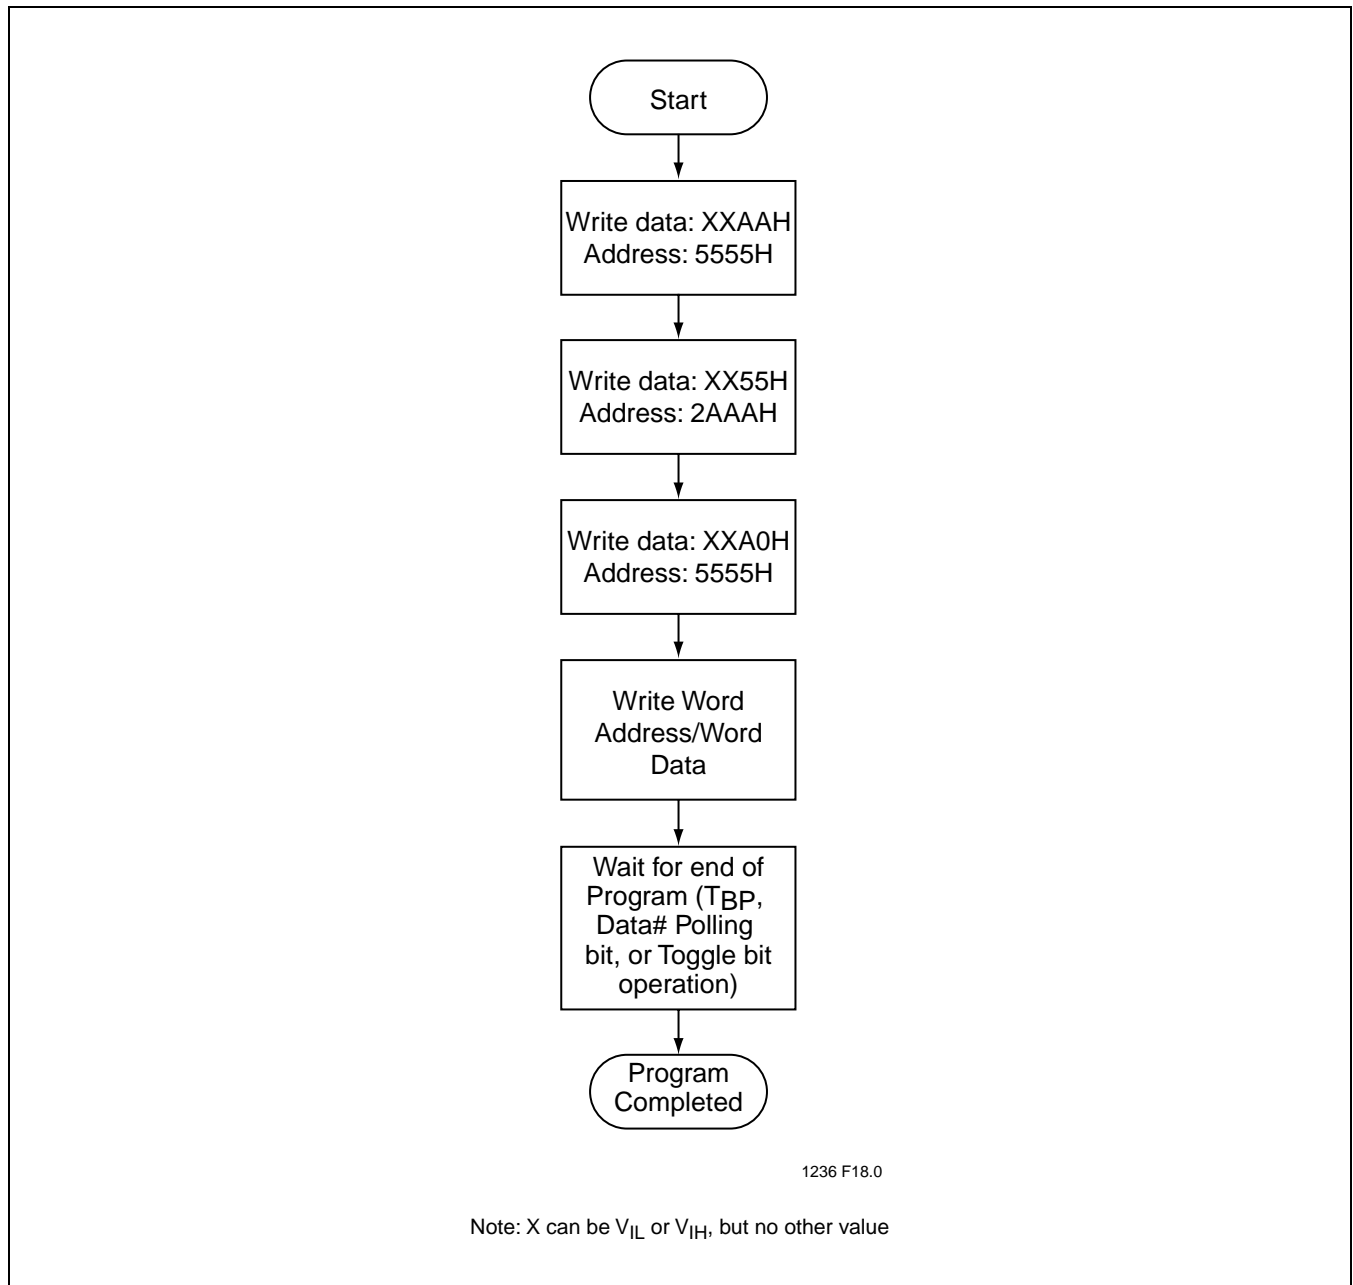 Start
Write data: XXAAH
Address: 5555H
Write data: XX55H
Address: 2AAAH
Write data: XXA0H
Address: 5555H
Write Word
Address/Word
Data
Wait for end of
Program (TBP,
Data# Polling
bit, or Toggle bit
operation)
Program
Completed
1236 F18.0
Note: X can be VIL or VIH, but no other value